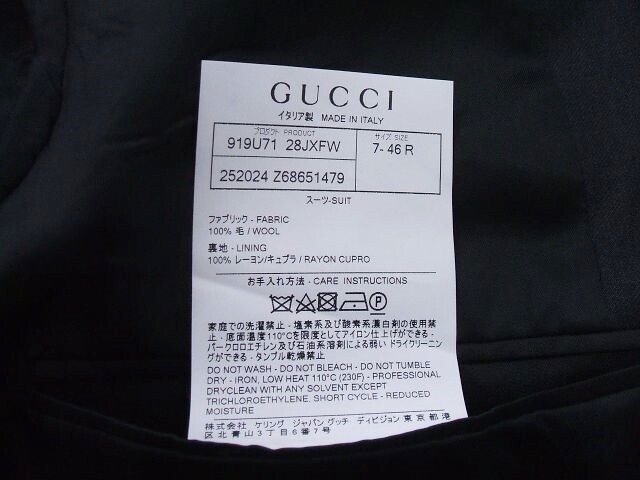 GUCCI
イタリア製 MADE IN ITALY
プロダクト PRODUCT
サイズ SIZE
919U71 28JXFW
7- 46 R
252024 Z68651479
スーツ-SUIT
ファブリック - FABRIC
100% 毛 / WOOL
裏地 - LINING
100% レーヨン/キュプラ / RAYON CUPRO
お手入れ方法 - CARE INSTRUCTIONS
P
家庭での洗濯禁止 - 塩素系及び酸素系漂白剤の使用禁
止 - 底面温度110℃を限度としてアイロン仕上げができる -
パークロロエチレン及び石油系溶剤による弱い ドライクリーニン
グができる - タンブル乾燥禁止
DO NOT WASH - DO NOT BLEACH - DO NOT TUMBLE
DRY - IRON, LOW HEAT 110°C (230F) - PROFESSIONAL
DRYCLEAN WITH ANY SOLVENT EXCEPT
TRICHLOROETHYLENE, SHORT CYCLE - REDUCED
MOISTURE
株式会社 ケリング ジャパン グッチ ディビジョン 東京都港
区北青山3丁目6番7号